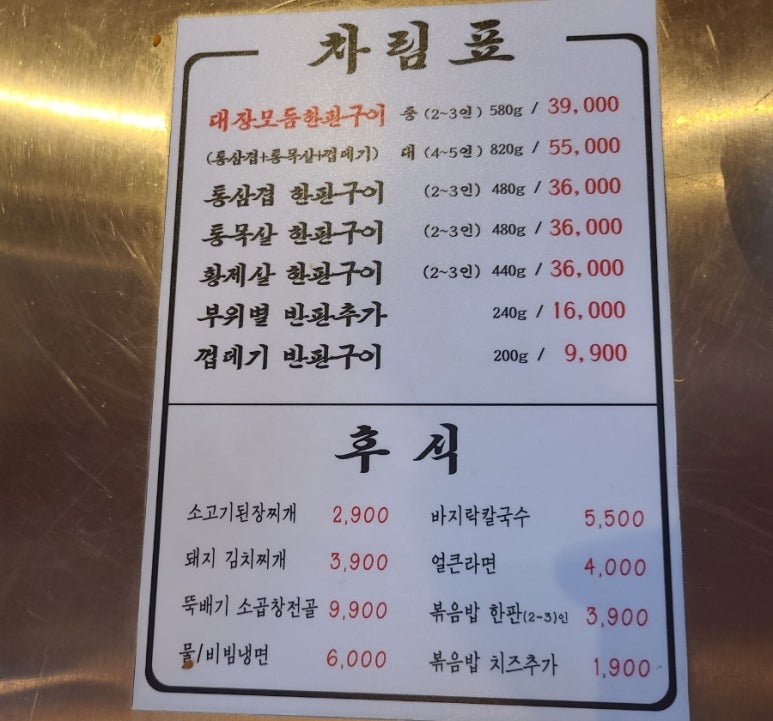 차림표
대장모듬한판구이 중 (2~3인) 580g / 39,000
(통삼겹+통목살+껍데기) 대 (4~5인) 820g / 55,000
통삼겹 한판구이 (2~3인) 480g / 36,000
통목살 한판구이 (2~3인) 480g / 36,000
황제살 한판구이 (2~3인) 440g / 36,000
부위별 반판추가 240g / 16,000
껍데기 반판구이 200g / 9,900
후식
소고기된장찌개 2,900 바지락칼국수 5,500
돼지 김치찌개 3,900 얼큰라면 4,000
뚝배기 소곱창전골 9,900 볶음밥 한판(2~3)인 3,900
물/비빔냉면 6,000 볶음밥 치즈추가 1,900